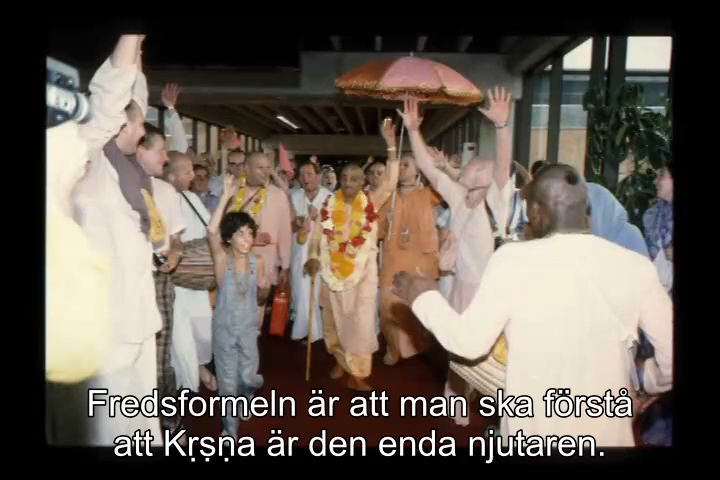 Fredsformeln är att man ska förstå
att Kṛṣṇa är den enda njutaren.